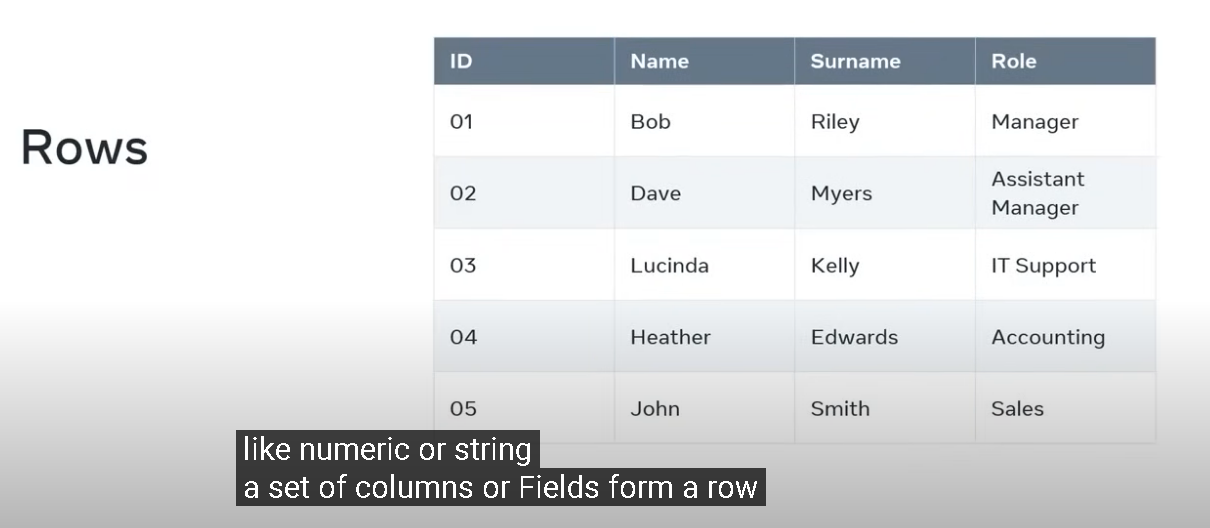 Rows
ID Name Surname Role
01 Bob Riley Manager
02 Dave Myers Assistant
Manager
03 Lucinda Kelly IT Support
04 Heather Edwards Accounting
05 John Smith Sales
like numeric or string
a set of columns or Fields form a row